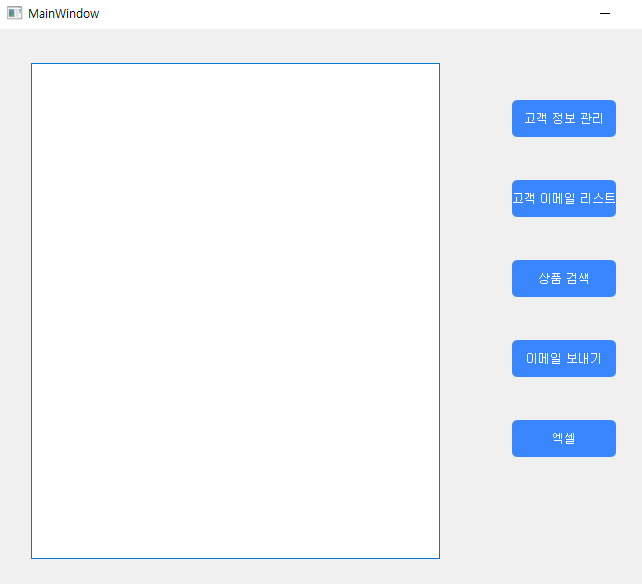 MainWindow
고객 정보 관리
고객 이메일 리스트
상품 검색
이메일 보내기
엑셀